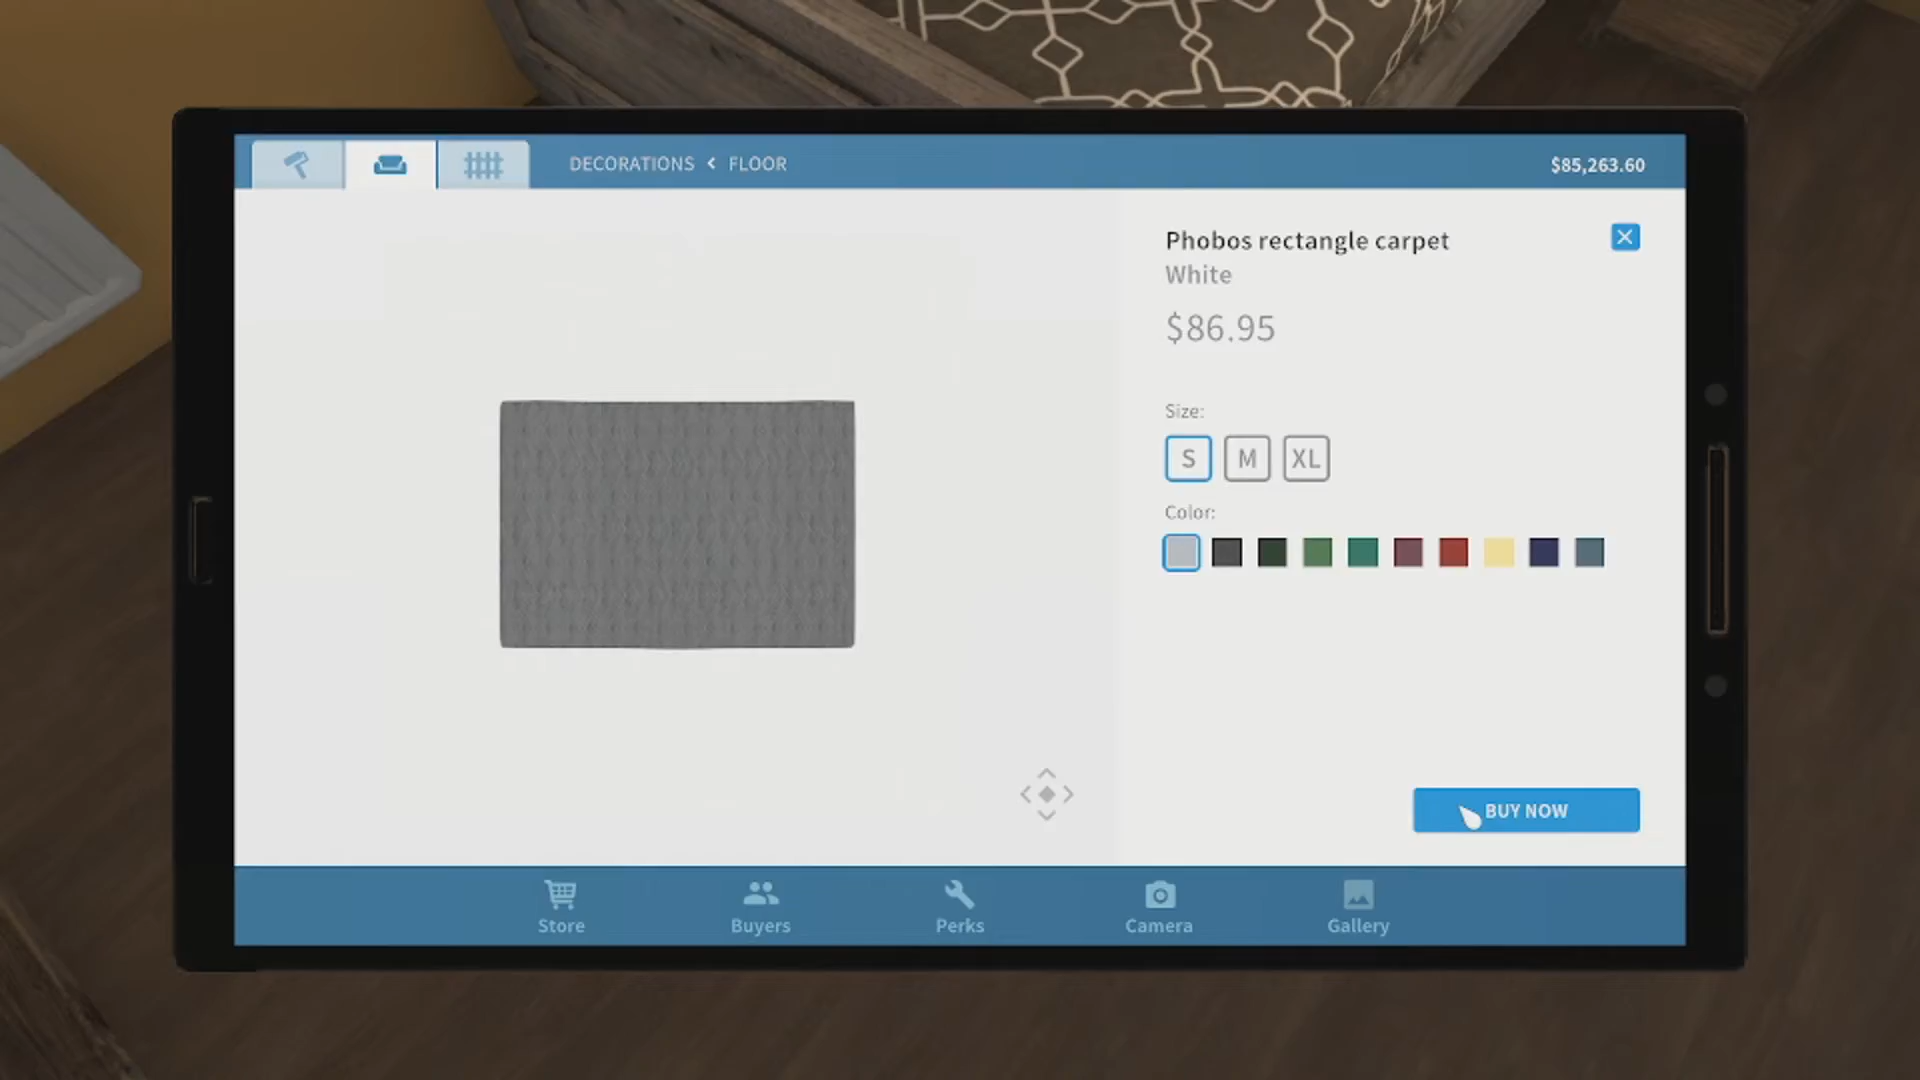 DECORATIONS < FLOOR
$85,263.60
Phobos rectangle carpet
White
$86.95
Size:
S M XL
Color:
BUY NOW
Store Buyers Perks Camera Gallery